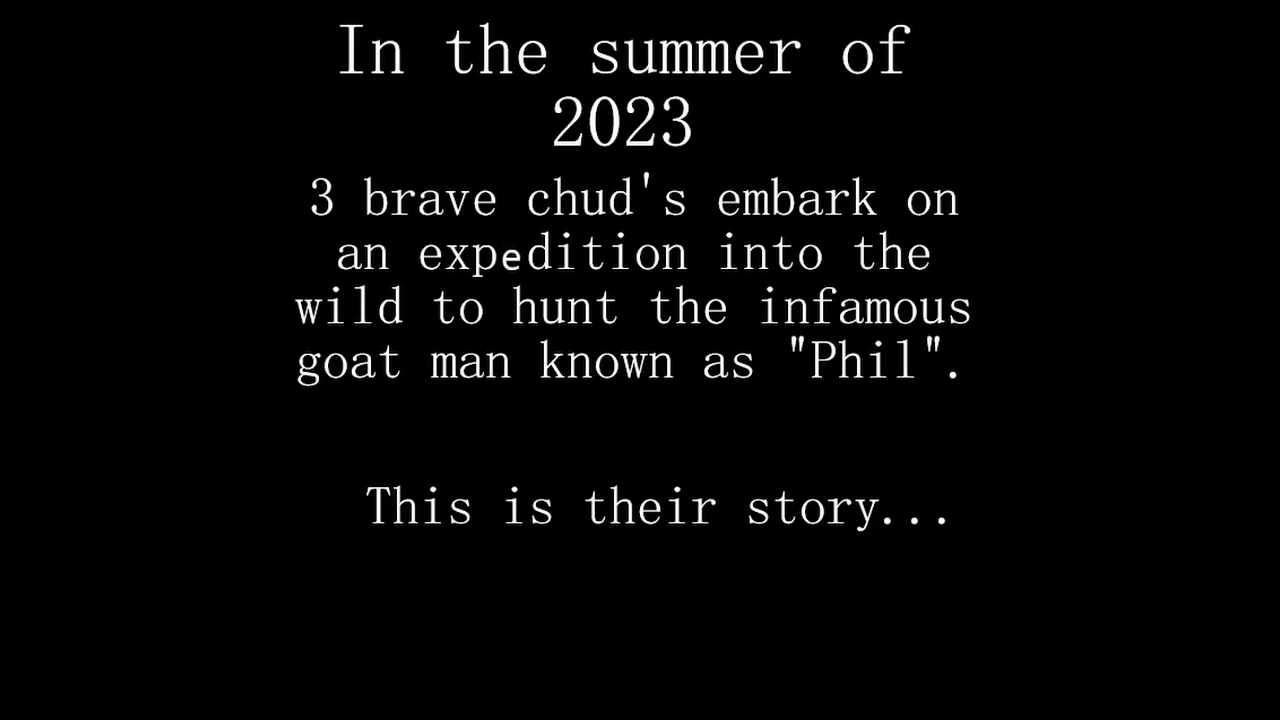 In the summer of
2023
3 brave chud's embark on
an expedition into the
wild to hunt the infamous
goat man known as "Phil".
This is their story...